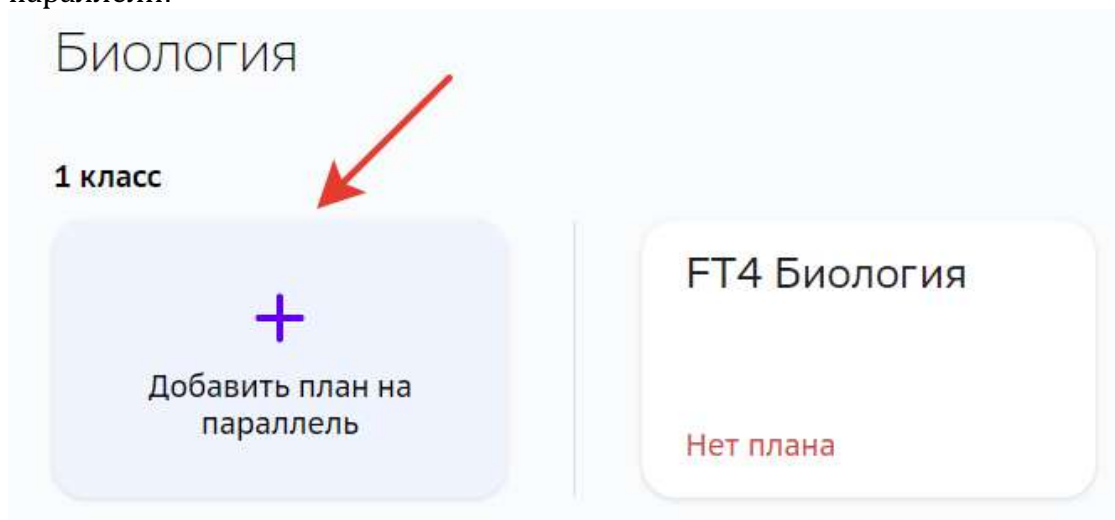 Биология
1 класс
FT4 Биология
Добавить план на
параллель
Нет плана